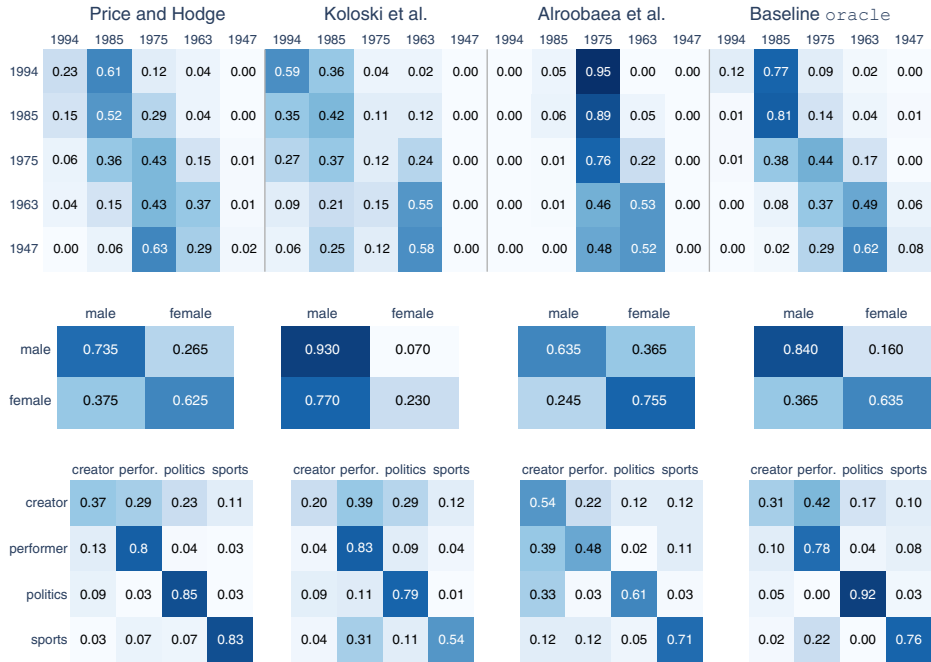 Price and Hodge Koloski et al. Alroobaea et al. Baseline oracle
1994 1985 1975 1963 1947 1994 1985 1975 1963 1947 1994 1985 1975 1963 1947 1994 1985 1975 1963 1947
1994 0.23 0.61 0.12 0.04 0.00 0.59 0.36 0.04 0.02 0.00 0.00 0.05 0.95 0.00 0.00 0.12 0.77 0.09 0.02 0.00
1985 0.15 0.52 0.29 0.04 0.00 0.35 0.42 0.11 0.12 0.00 0.00 0.06 0.89 0.05 0.00 0.01 0.81 0.14 0.04 0.01
1975 0.06 0.36 0.43 0.15 0.01 0.27 0.37 0.12 0.24 0.00 0.00 0.01 0.76 0.22 0.00 0.01 0.38 0.44 0.17 0.00
1963 0.04 0.15 0.43 0.37 0.01 0.09 0.21 0.15 0.55 0.00 0.00 0.01 0.46 0.53 0.00 0.00 0.08 0.37 0.49 0.06
1947 0.00 0.06 0.63 0.29 0.02 0.06 0.25 0.12 0.58 0.00 0.00 0.00 0.48 0.52 0.00 0.00 0.02 0.29 0.62 0.08
male female male female male female male female
male 0.735 0.265 0.930 0.070 0.635 0.365 0.840 0.160
female 0.375 0.625 0.770 0.230 0.245 0.755 0.365 0.635
creator perfor. politics sports creator perfor. politics sports creator perfor. politics sports creator perfor. politics sports
creator 0.37 0.29 0.23 0.11 0.20 0.39 0.29 0.12 0.54 0.22 0.12 0.12 0.31 0.42 0.17 0.10
performer 0.13 0.8 0.04 0.03 0.04 0.83 0.09 0.04 0.39 0.48 0.02 0.11 0.10 0.78 0.04 0.08
politics 0.09 0.03 0.85 0.03 0.09 0.11 0.79 0.01 0.33 0.03 0.61 0.03 0.05 0.00 0.92 0.03
sports 0.03 0.07 0.07 0.83 0.04 0.31 0.11 0.54 0.12 0.12 0.05 0.71 0.02 0.22 0.00 0.76